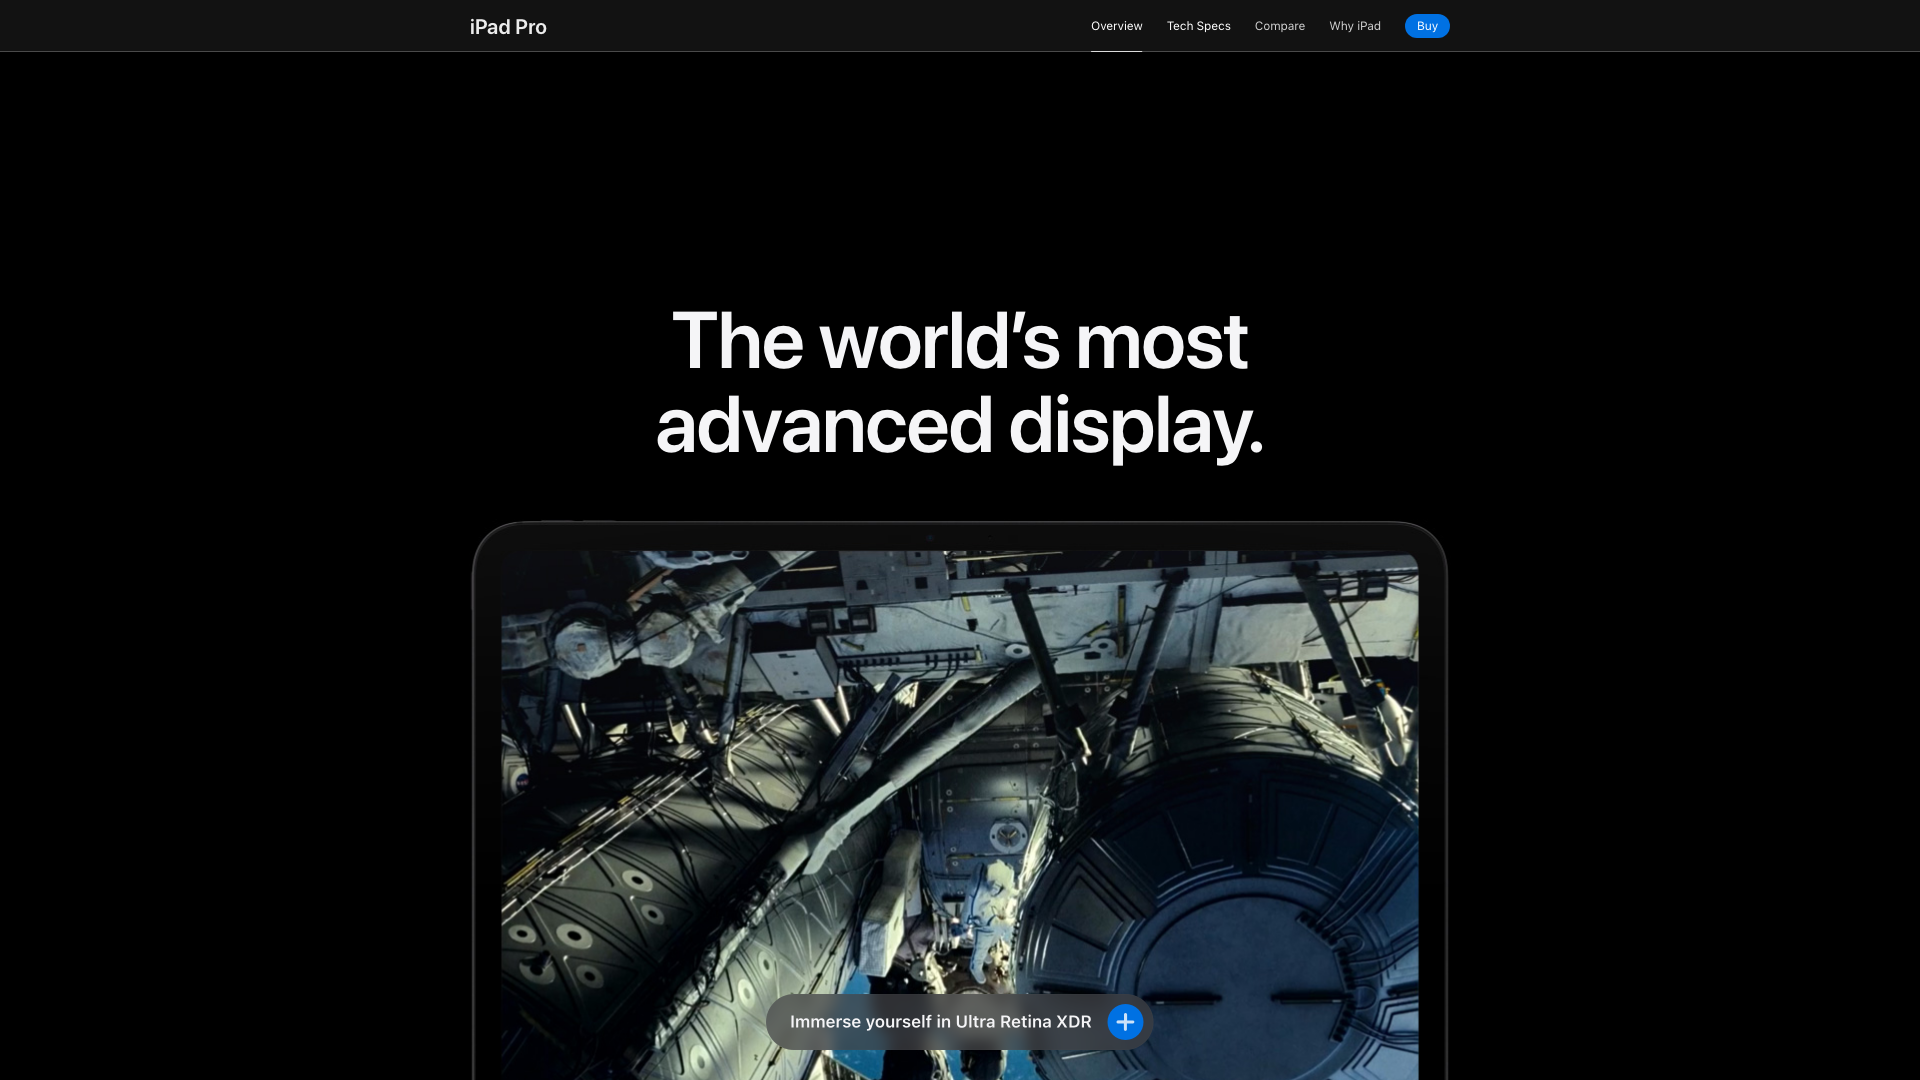 iPad Pro
Overview
Tech Specs
Compare
Why iPad
Buy
The world’s most
advanced display.
Immerse yourself in Ultra Retina XDR